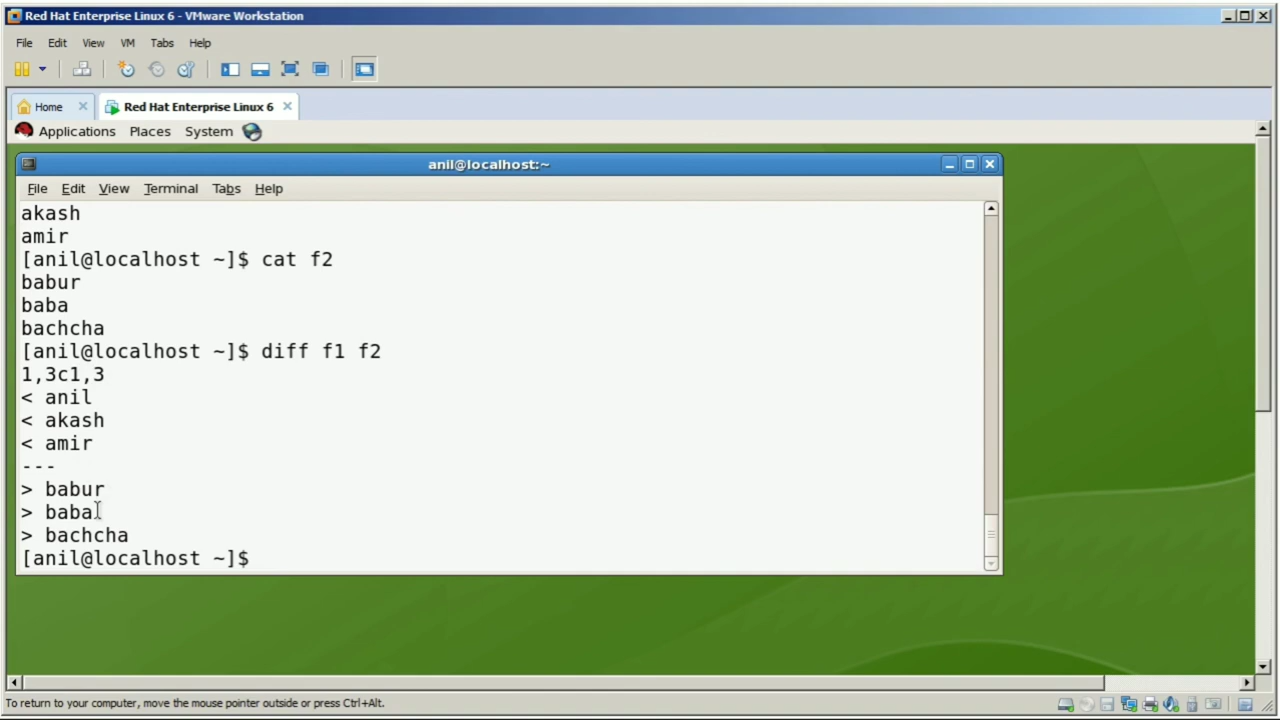 Red Hat Enterprise Linux 6 - VMware Workstation
File Edit View VM Tabs Help
Home Red Hat Enterprise Linux 6
Applications Places System
anil@localhost:~
File Edit View Terminal Tabs Help
akash
amir
[anil@localhost ~]$ cat f2
babur
baba
bachcha
[anil@localhost ~]$ diff f1 f2
1,3c1,3
< anil
< akash
< amir
---
> babur
> baba
> bachcha
[anil@localhost ~]$
To return to your computer, move the mouse pointer outside or press Ctrl+Alt.